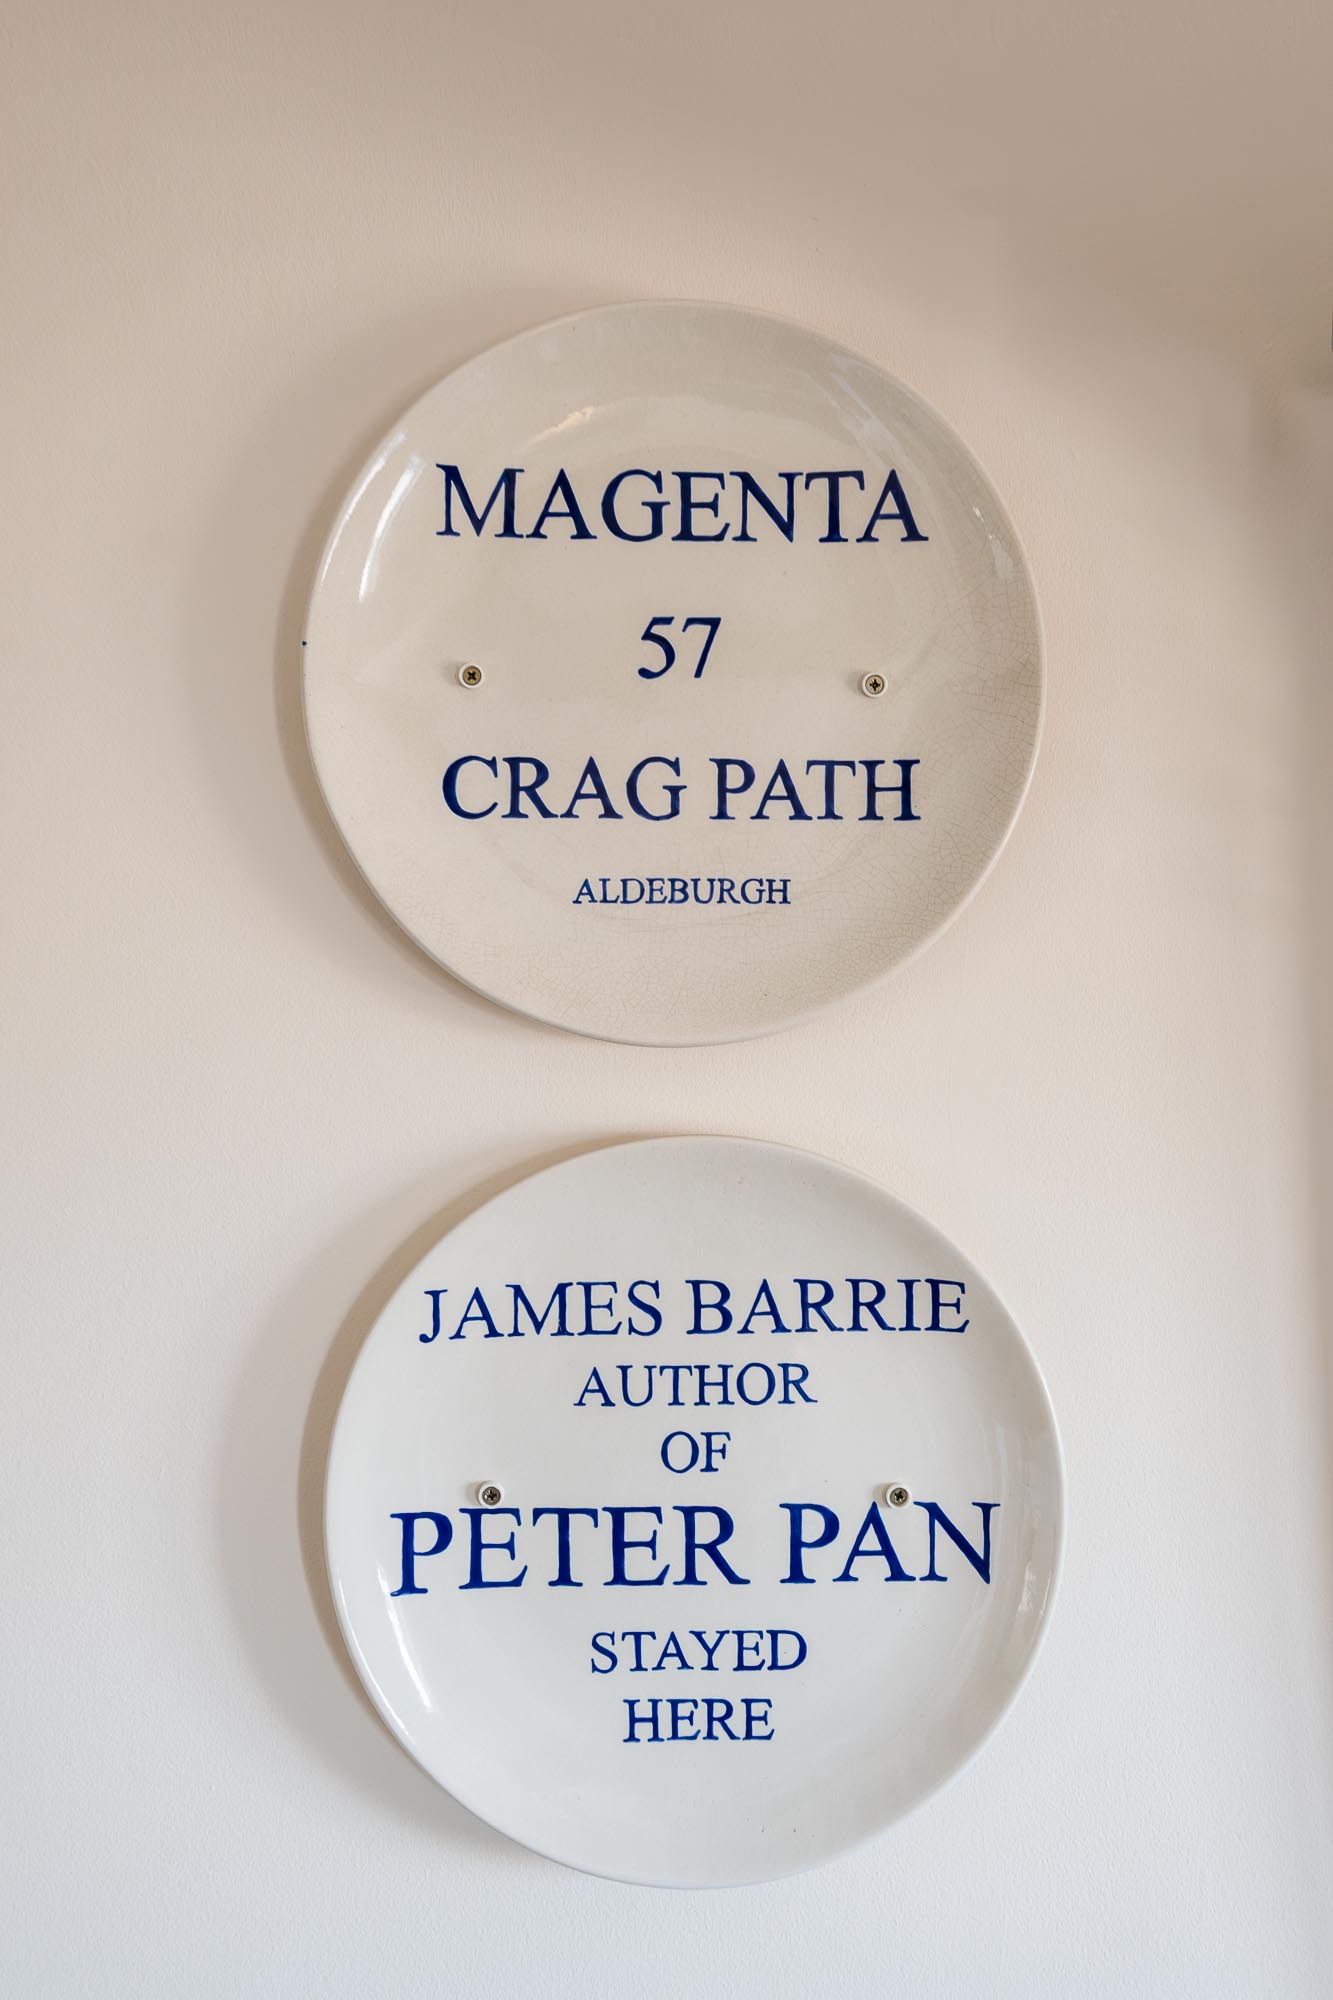 MAGENTA
57
CRAG PATH
ALDEBURGH
JAMES BARRIE
AUTHOR
OF
PETER PAN
STAYED
HERE